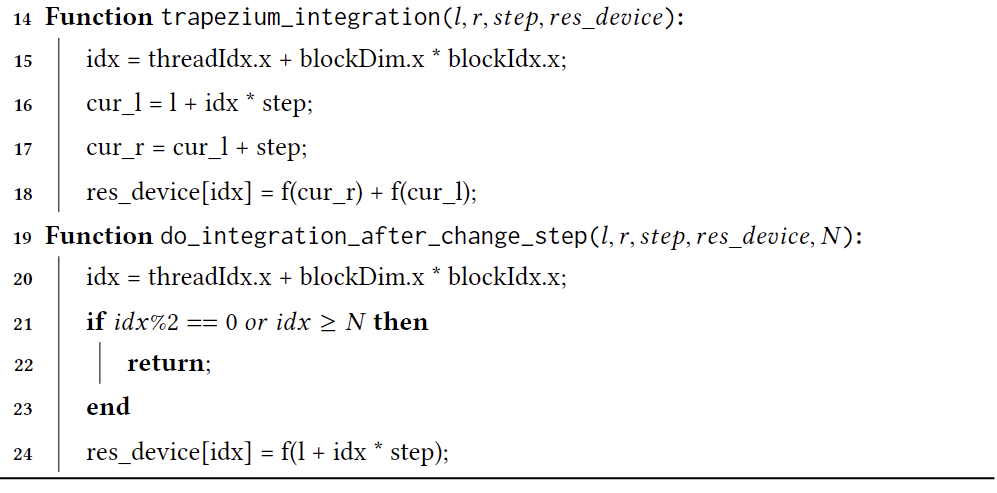 14 Function trapezium_integration(l, r, step, res_device):
15 idx = threadIdx.x + blockDim.x * blockIdx.x;
16 cur_l = l + idx * step;
17 cur_r = cur_l + step;
18 res_device[idx] = f(cur_r) + f(cur_l);
19 Function do_integration_after_change_step(l, r, step, res_device, N):
20 idx = threadIdx.x + blockDim.x * blockIdx.x;
21 if idx%2 == 0 or idx ≥ N then
22 return;
23 end
24 res_device[idx] = f(l + idx * step);